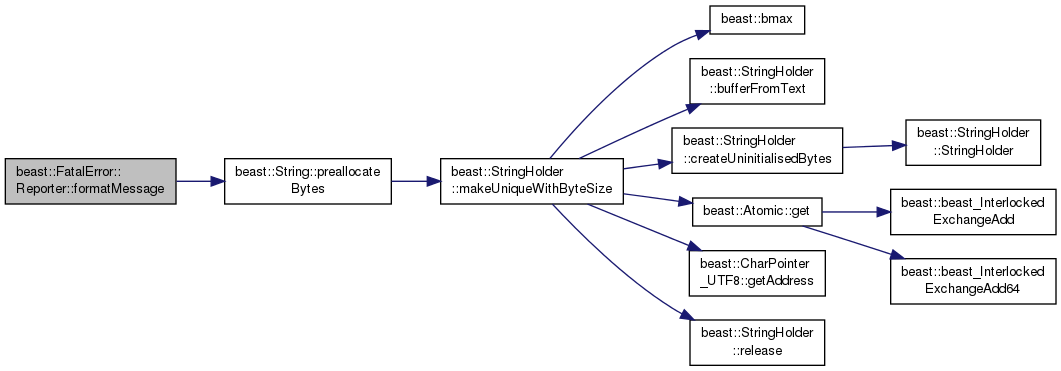 beast::FatalError::
Reporter::formatMessage
beast::String::preallocate
Bytes
beast::StringHolder
::makeUniqueWithByteSize
beast::bmax
beast::StringHolder
::bufferFromText
beast::StringHolder
::createUninitialisedBytes
beast::StringHolder
::StringHolder
beast::Atomic::get
beast::beast_Interlocked
ExchangeAdd
beast::beast_Interlocked
ExchangeAdd64
beast::CharPointer
_UTF8::getAddress
beast::StringHolder
::release